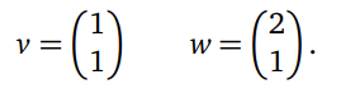 v = (1 1) w = (2 1).